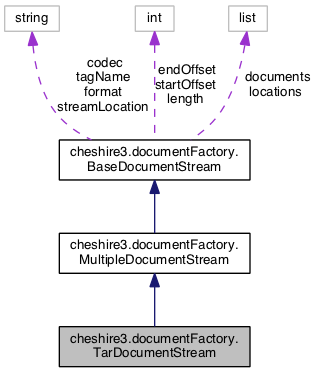 string
int
list
codec
tagName
format
streamLocation
endOffset
startOffset
length
documents
locations
cheshire3.documentFactory.
BaseDocumentStream
cheshire3.documentFactory.
MultipleDocumentStream
cheshire3.documentFactory.
TarDocumentStream